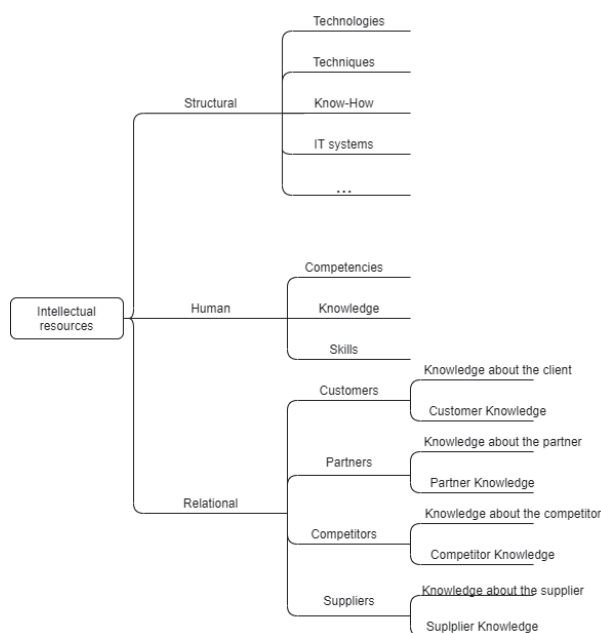 Technologies
Techniques
Structural
Know-How
IT systems
...
Competencies
Intellectual
resources
Human
Knowledge
Skills
Knowledge about the client
Customers
Customer Knowledge
Knowledge about the partner
Partners
Partner Knowledge
Relational
Knowledge about the competitor
Competitors
Competitor Knowledge
Knowledge about the supplier
Suppliers
Suplplier Knowledge